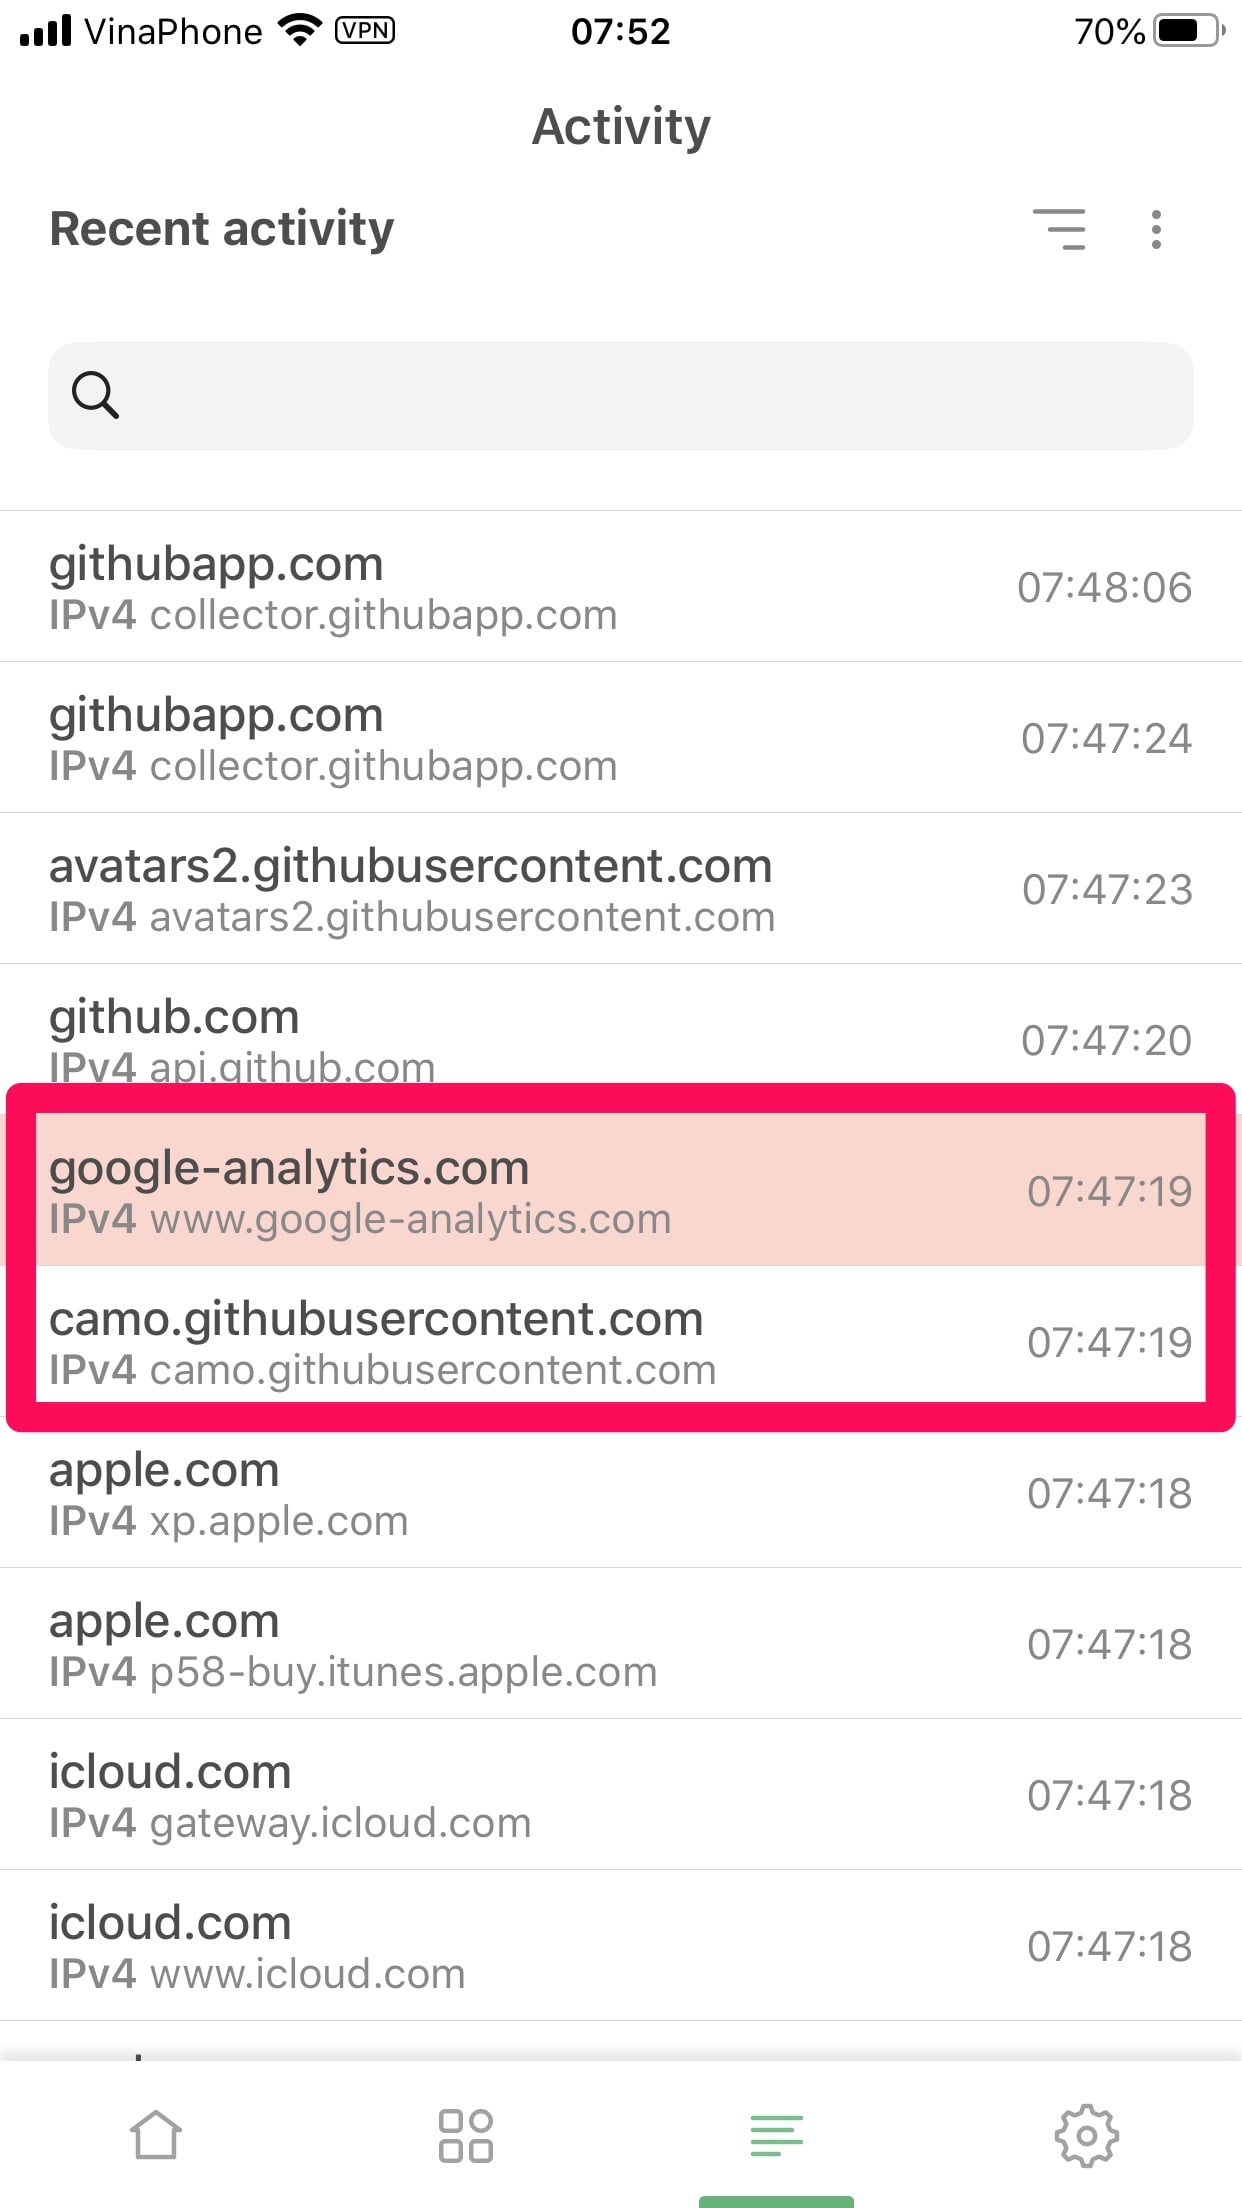 VinaPhone VPN 07:52 70%
Activity
Recent activity
githubapp.com
IPv4 collector.githubapp.com
07:48:06
githubapp.com
IPv4 collector.githubapp.com
07:47:24
avatars2.githubusercontent.com
IPv4 avatars2.githubusercontent.com
07:47:23
github.com
IPv4 api.github.com
07:47:20
google-analytics.com
IPv4 www.google-analytics.com
07:47:19
camo.githubusercontent.com
IPv4 camo.githubusercontent.com
07:47:19
apple.com
IPv4 xp.apple.com
07:47:18
apple.com
IPv4 p58-buy.itunes.apple.com
07:47:18
icloud.com
IPv4 gateway.icloud.com
07:47:18
icloud.com
IPv4 www.icloud.com
07:47:18